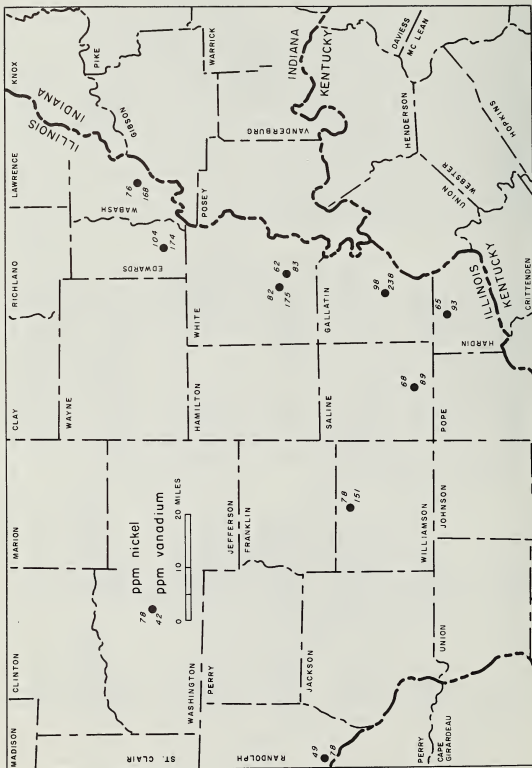 MADISON
CLINTON
MARION
CLAY
RICHLAND
LAWRENCE
KNOX
ILLINOIS
INDIANA
PIKE
GIBSON
WABASH
EDWARDS
WAYNE
76
168
104
174
78
42
ppm nickel
ppm vanadium
0 10 20 MILES
ST. CLAIR
WASHINGTON
PERRY
JEFFERSON
FRANKLIN
HAMILTON
WHITE
POSEY
VANDERBURG
WARRICK
62
83
82
175
INDIANA
KENTUCKY
RANDOLPH
JACKSON
SALINE
GALLATIN
98
238
HENDERSON
DAVIESS
MC LEAN
UNION
WEBSTER
HOPKINS
49
78
78
151
68
89
65
93
WILLIAMSON
JOHNSON
POPE
HARDIN
ILLINOIS
KENTUCKY
CRITTENDEN
UNION
PERRY
CAPE
GIRARDEAU